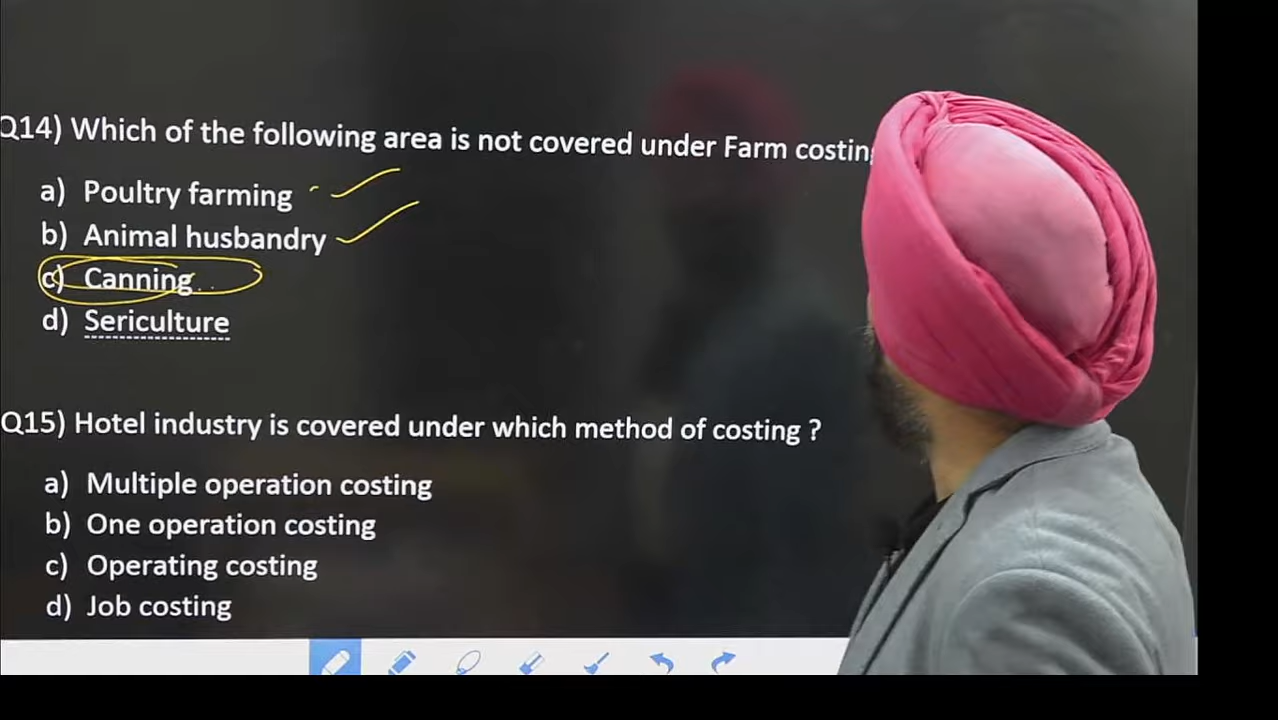 Q14) Which of the following area is not covered under Farm costing
a) Poultry farming
b) Animal husbandry
c) Canning
d) Sericulture
Q15) Hotel industry is covered under which method of costing ?
a) Multiple operation costing
b) One operation costing
c) Operating costing
d) Job costing